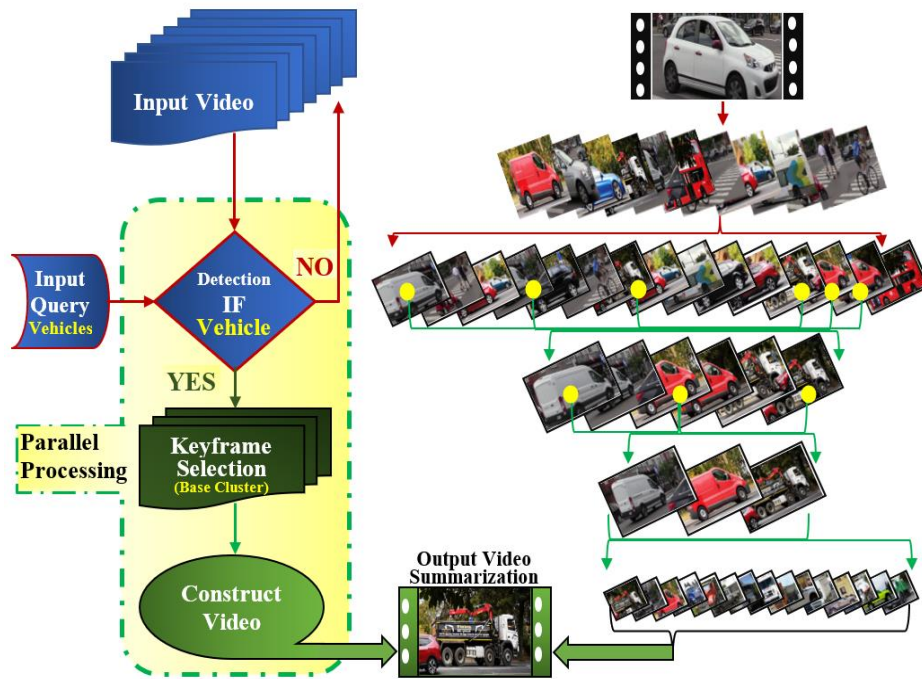 Input Video
Input
Query
Vehicles
Detection
IF
Vehicle
NO
YES
Parallel
Processing
Keyframe
Selection
(Base Cluster)
Construct
Video
Output Video
Summarization